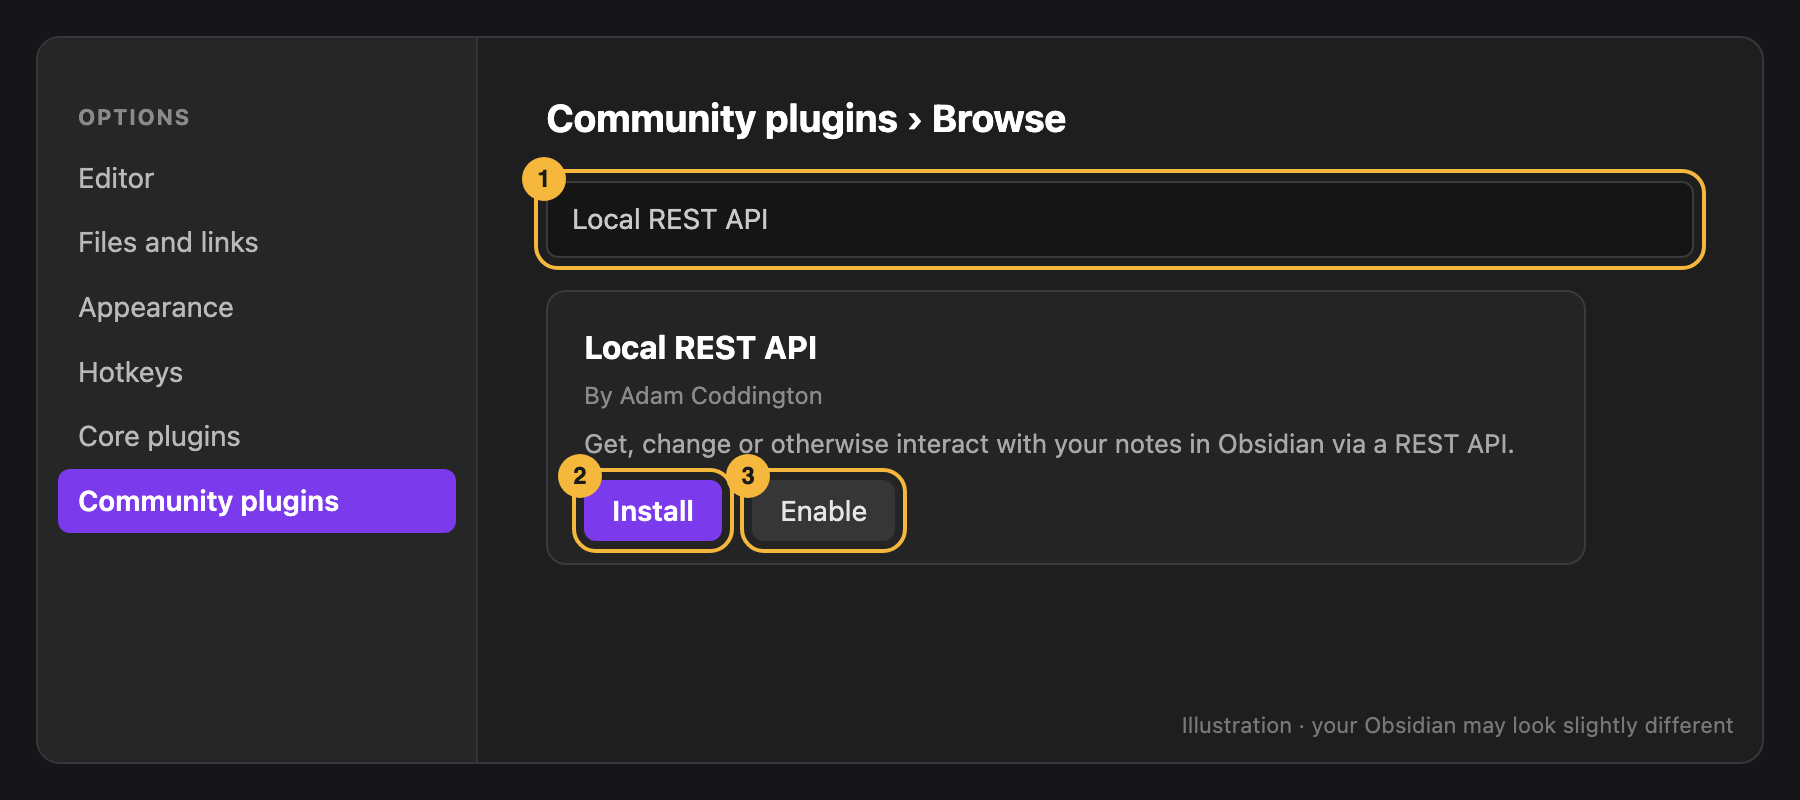 OPTIONS
Editor
Files and links
Appearance
Hotkeys
Core plugins
Community plugins
Community plugins › Browse
1
Local REST API
Local REST API
By Adam Coddington
Get, change or otherwise interact with your notes in Obsidian via a REST API.
2 3
Install Enable
Illustration · your Obsidian may look slightly different